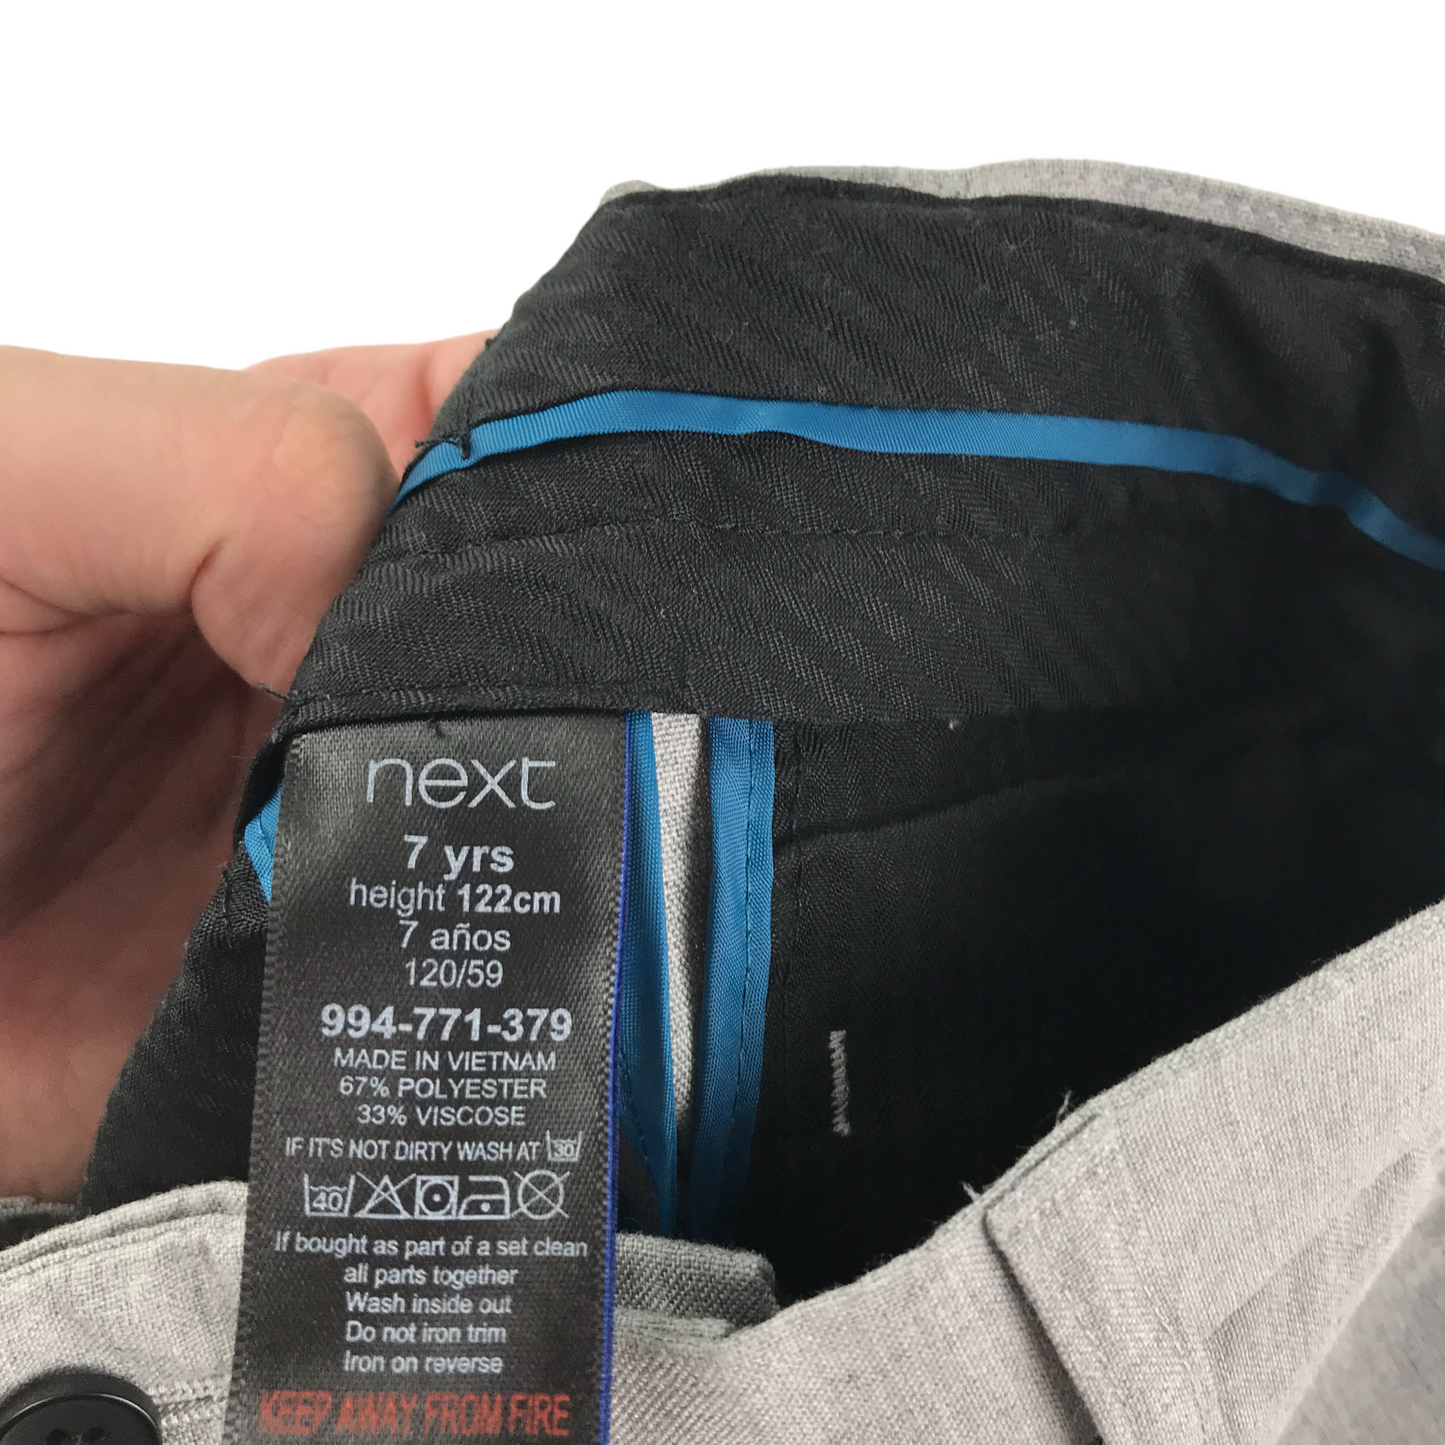 next
7 yrs
height 122cm
7 años
120/59
994-771-379
MADE IN VIETNAM
67% POLYESTER
33% VISCOSE
IF IT'S NOT DIRTY WASH AT 30
40
If bought as part of a set clean
all parts together
Wash inside out
Do not iron trim
Iron on reverse
KEEP AWAY FROM FIRE